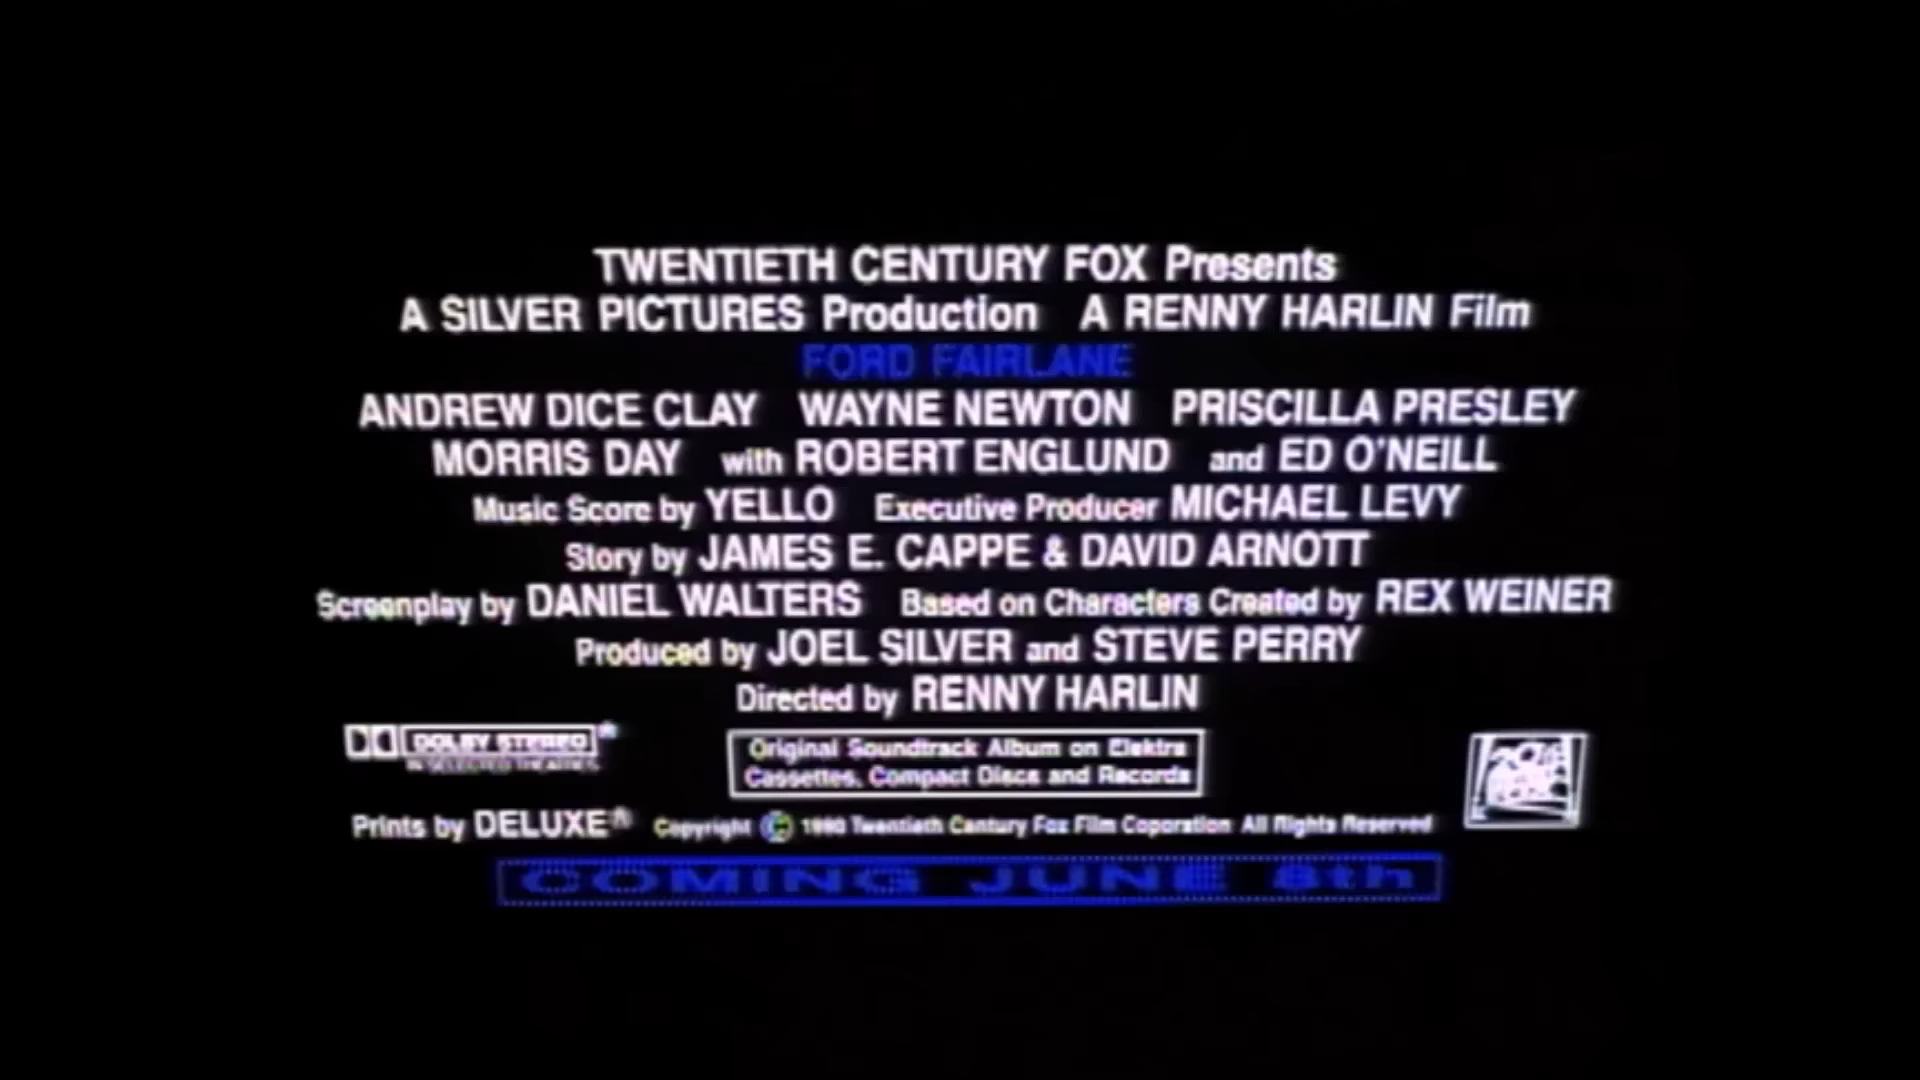 TWENTIETH CENTURY FOX Presents
A SILVER PICTURES Production A RENNY HARLIN Film
FORD FAIRLANE
ANDREW DICE CLAY WAYNE NEWTON PRISCILLA PRESLEY
MORRIS DAY with ROBERT ENGLUND and ED O'NEILL
Music Score by YELLO Executive Producer MICHAEL LEVY
Story by JAMES E. CAPPE & DAVID ARNOTT
Screenplay by DANIEL WALTERS Based on Characters Created by REX WEINER
Produced by JOEL SILVER and STEVE PERRY
Directed by RENNY HARLIN
DOLBY STEREO®
IN SELECTED THEATRES
Original Soundtrack Album on Elektra
Cassettes, Compact Discs and Records
Prints by DELUXE® Copyright © 1990 Twentieth Century Fox Film Coporation All Rights Reserved
COMING JUNE 8th